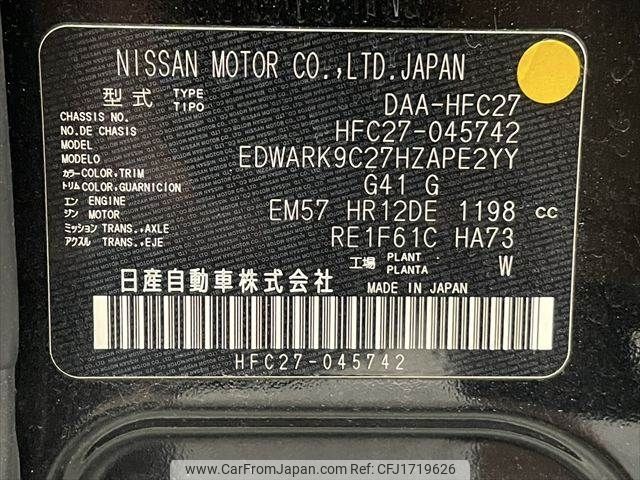 NISSAN MOTOR CO.,LTD.JAPAN
型式 TYPE TIPO DAA-HFC27
CHASSIS NO.
NO.DE CHASIS HFC27-045742
MODEL
MODELO EDWARK9C27HZAPE2YY
カラー COLOR,TRIM
トリム COLOR,GUARNICION G41 G
エンジン ENGINE MOTOR EM57 HR12DE 1198 CC
ミッション TRANS.,AXLE
アクスル TRANS.,EJE RE1F61C HA73
工場 PLANT PLANTA W
日産自動車株式会社 MADE IN JAPAN
HFC27-045742
www.CarFromJapan.com | Photo ID: CFJ1719626